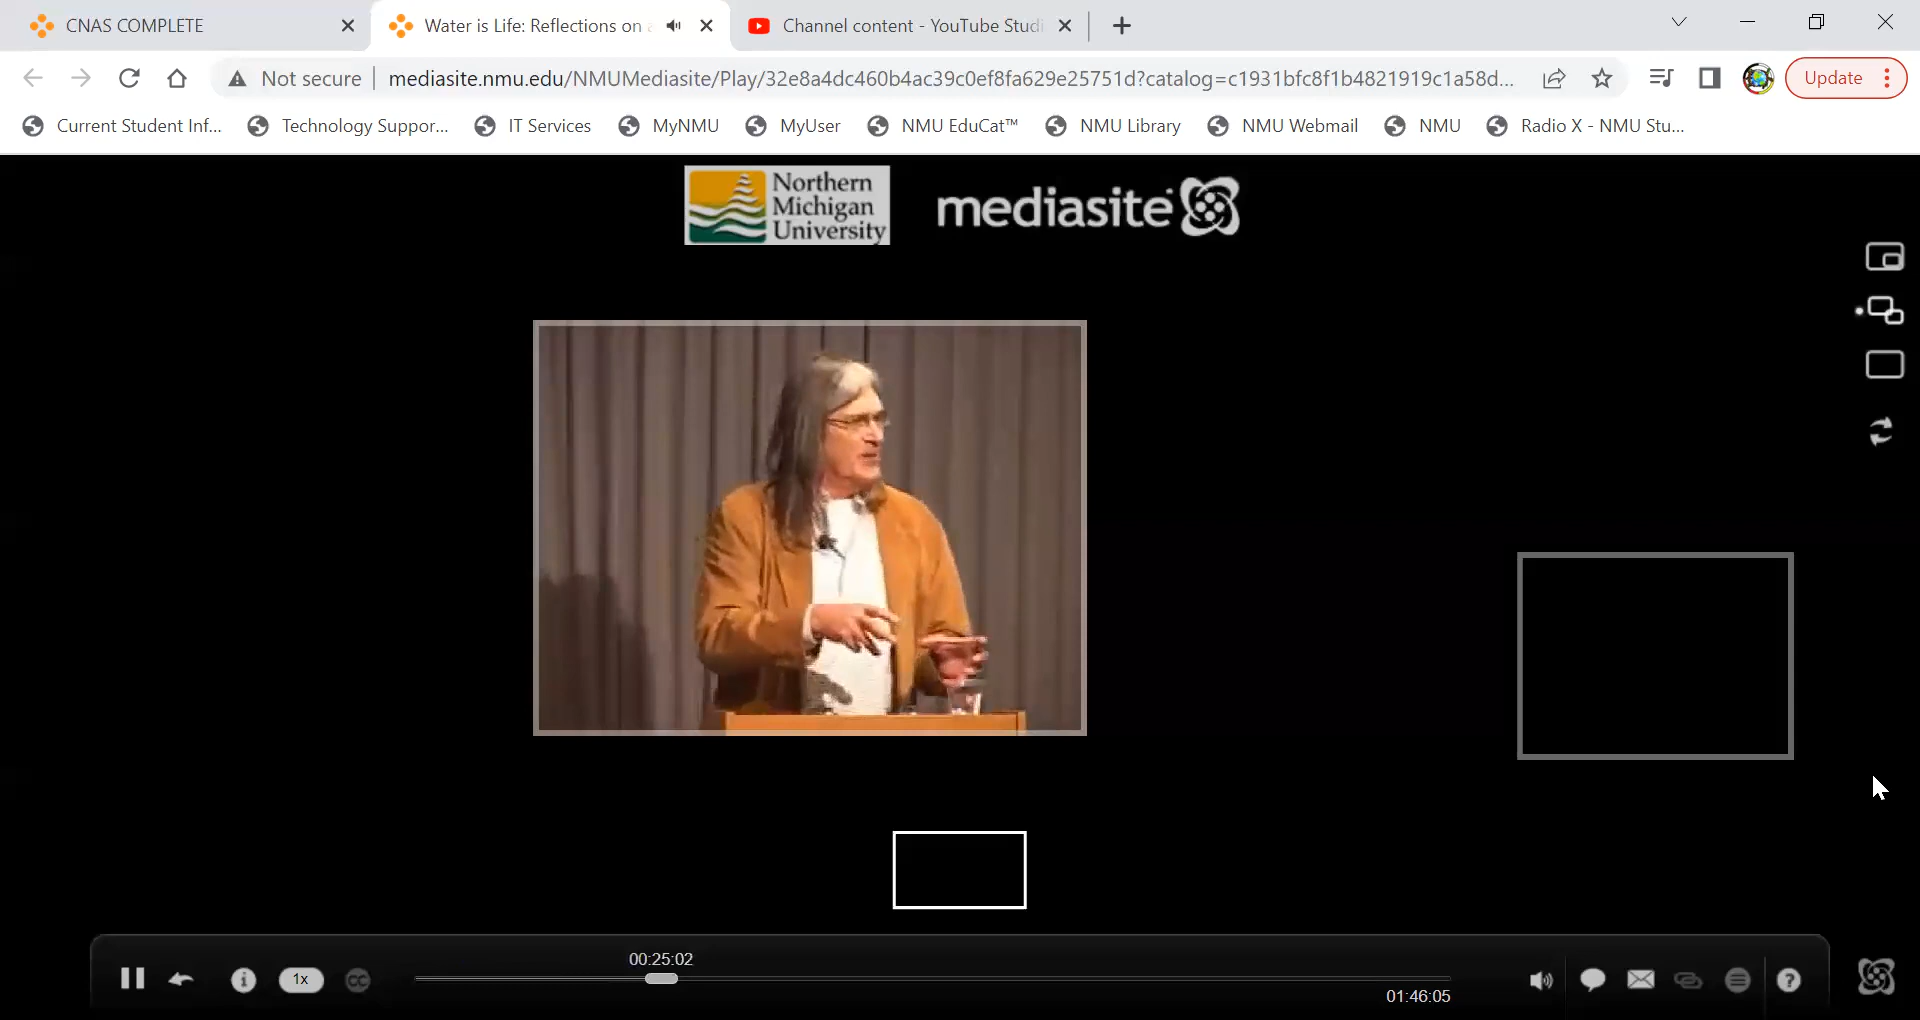 CNAS COMPLETE
Water is Life: Reflections on
Channel content - YouTube Studi
Not secure
mediasite.nmu.edu/NMUMediasite/Play/32e8a4dc460b4ac39c0ef8fa629e25751d?catalog=c1931bfc8f1b4821919c1a58d...
Update
Current Student Inf...
Technology Suppor...
IT Services
MyNMU
MyUser
NMU EduCat™
NMU Library
NMU Webmail
NMU
Radio X - NMU Stu...
Northern
Michigan
University
mediasite
00:25:02
1x
CC
01:46:05